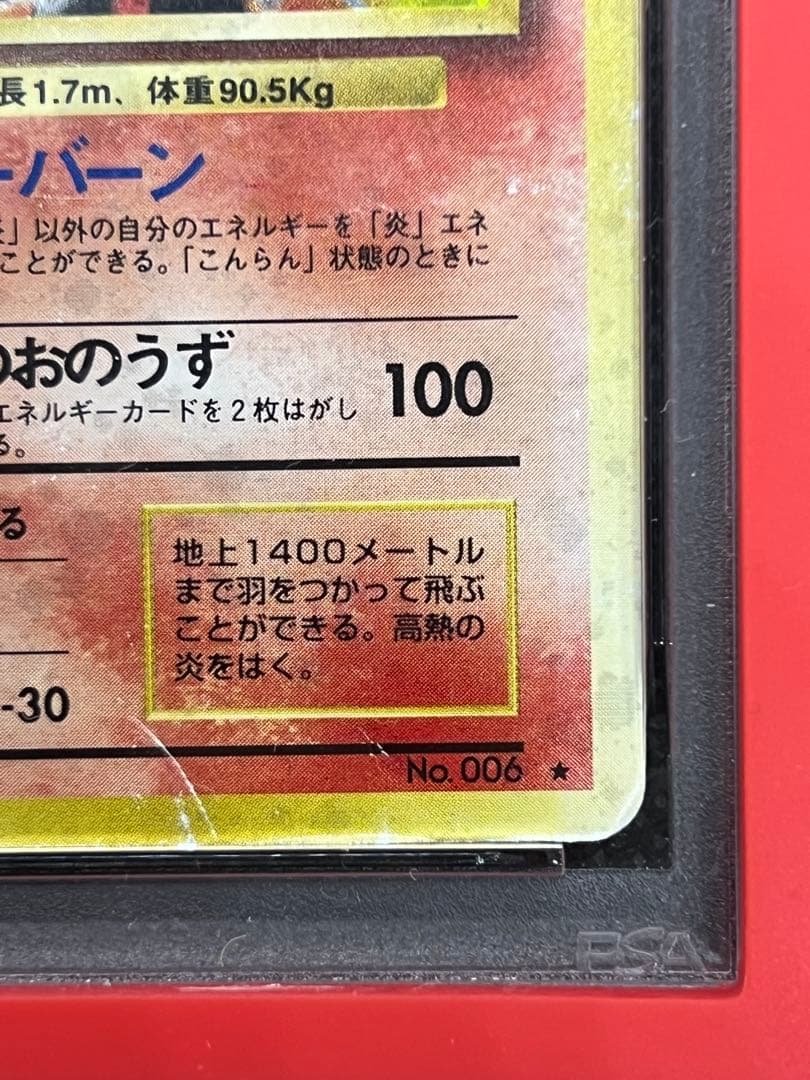 長1.7m、体重90.5Kg
ーバーン
」以外の自分のエネルギーを「炎」エネ
ことができる。「こんらん」状態のときに
おのうず 100
エネルギーカードを2枚はがし
る。
る
地上1400メートル
まで羽をつかって飛ぶ
ことができる。高熱の
炎をはく。
-30
No.006 ★
PSA